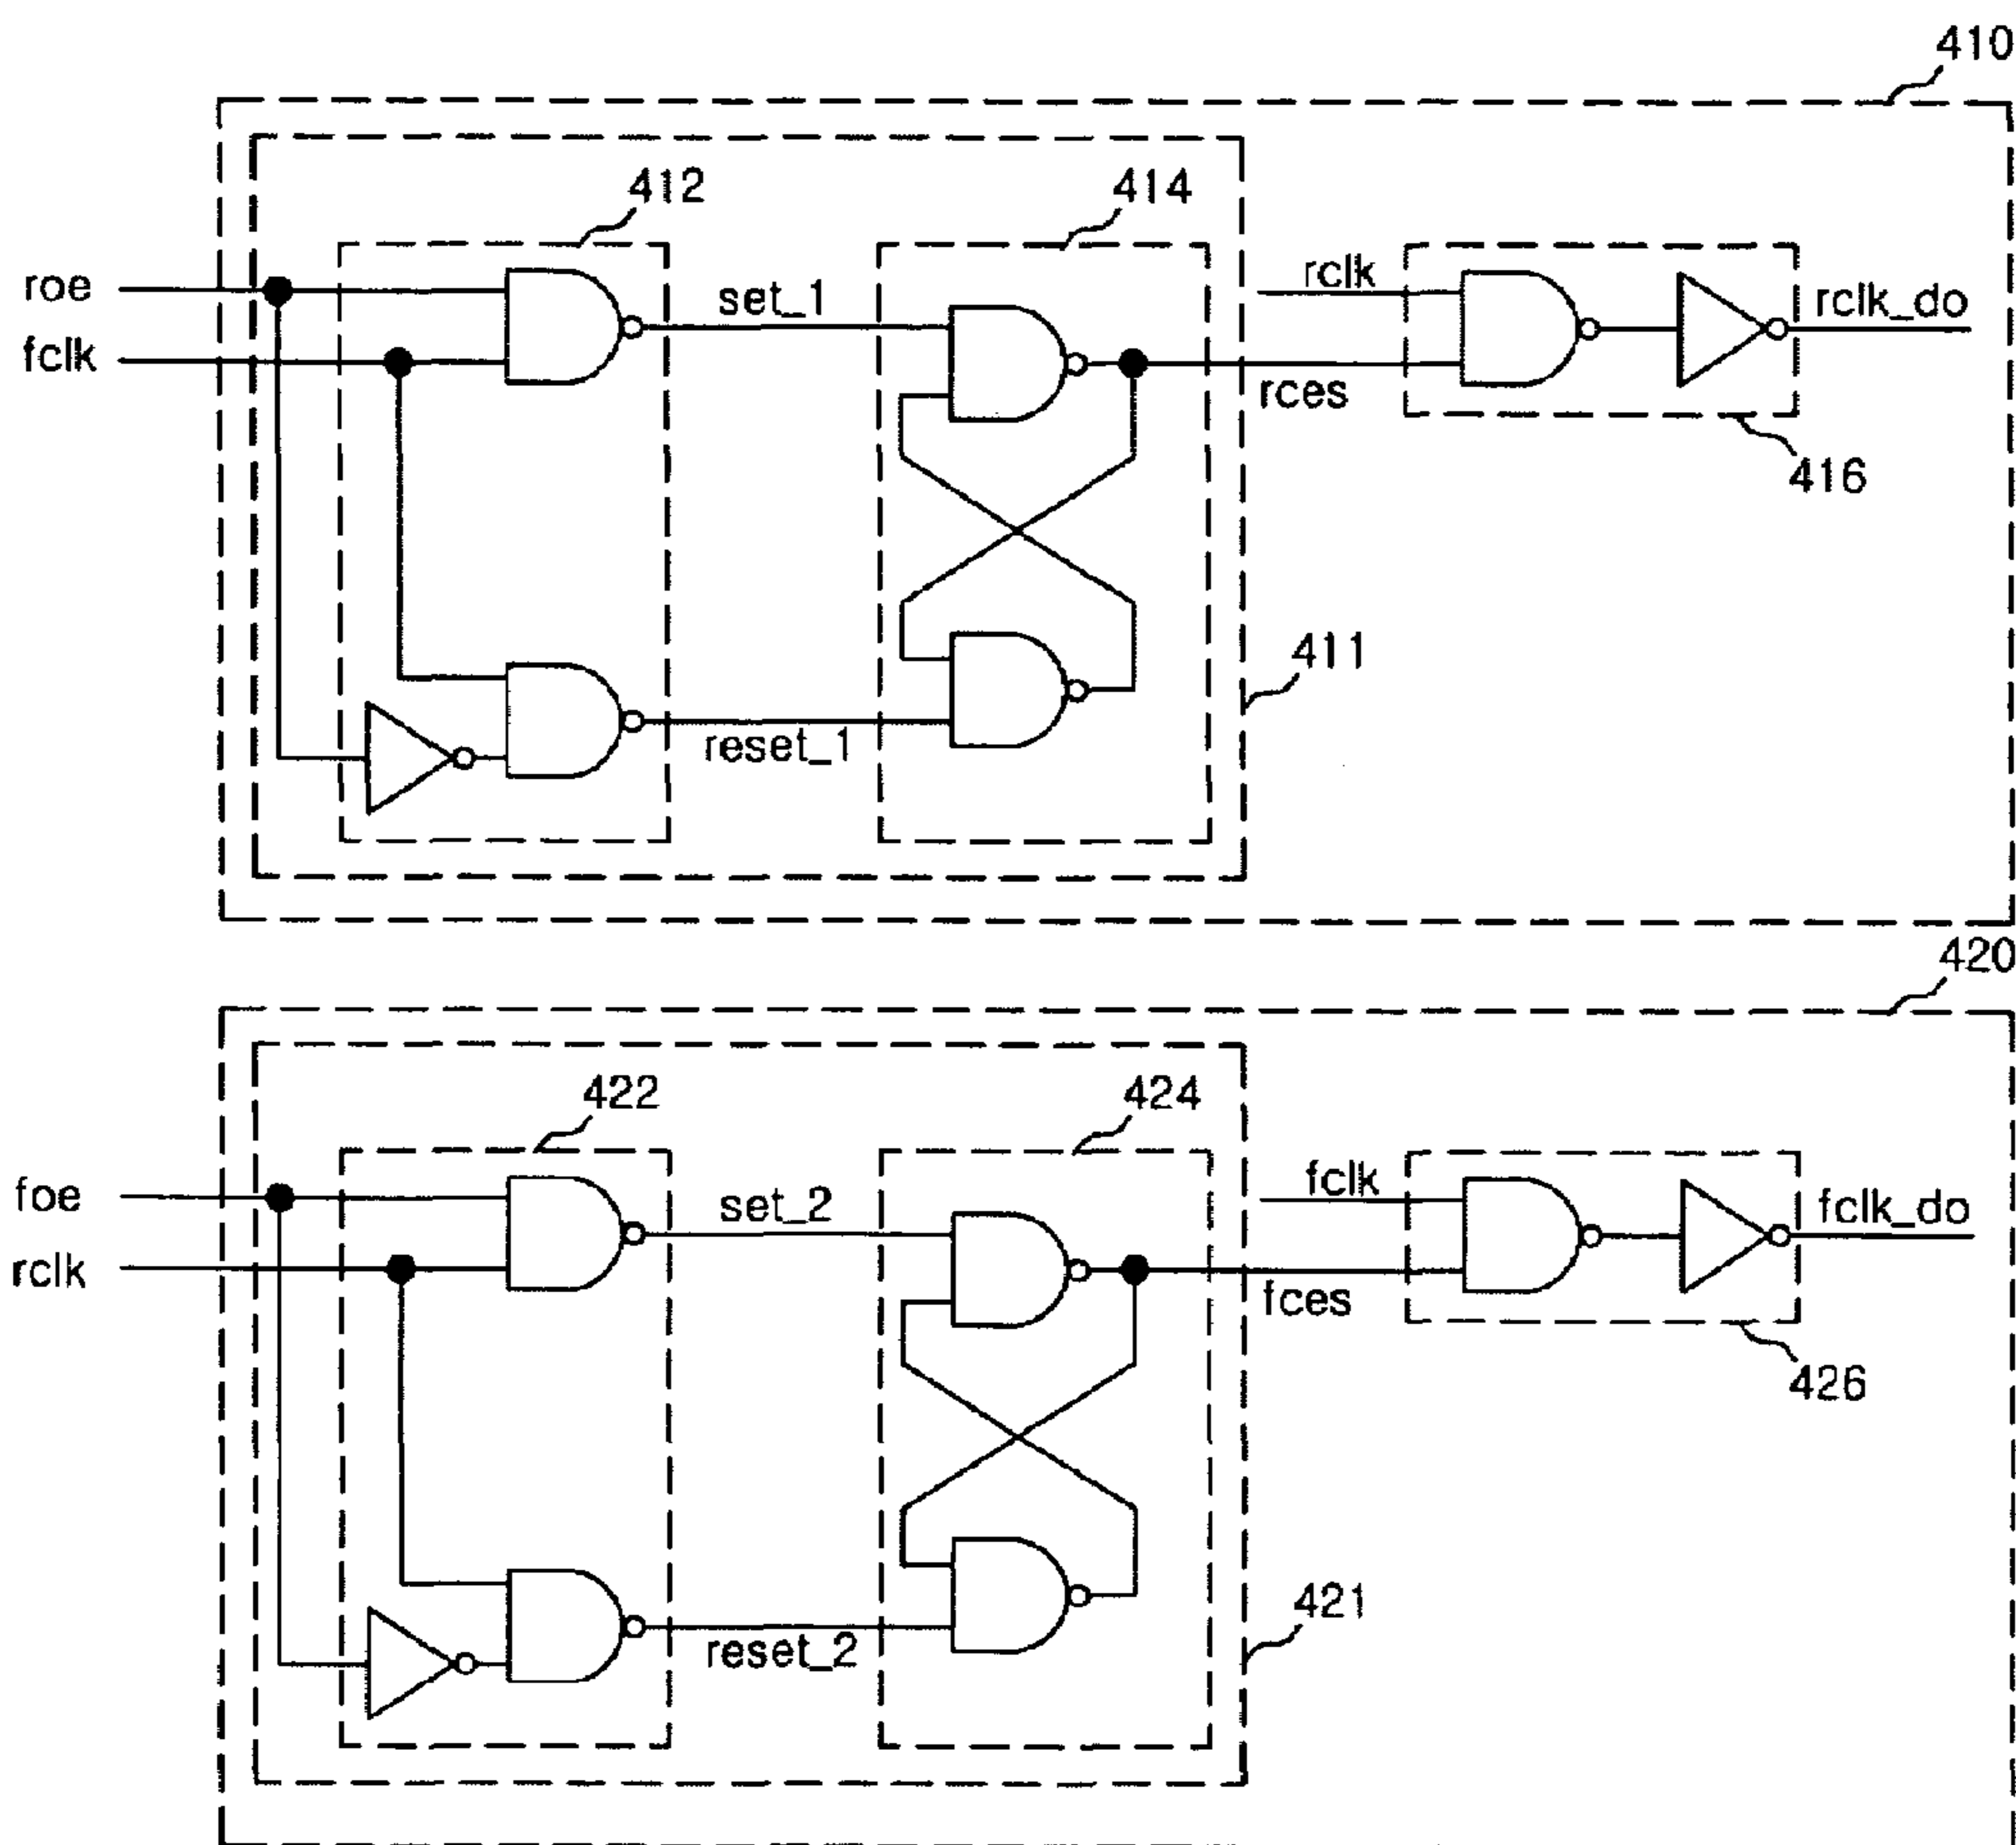 410
412
414
roe
fclk
set_1
rclk
rclk_do
rces
416
411
reset_1
420
422
424
foe
rclk
set_2
fclk
fclk_do
fces
426
421
reset_2